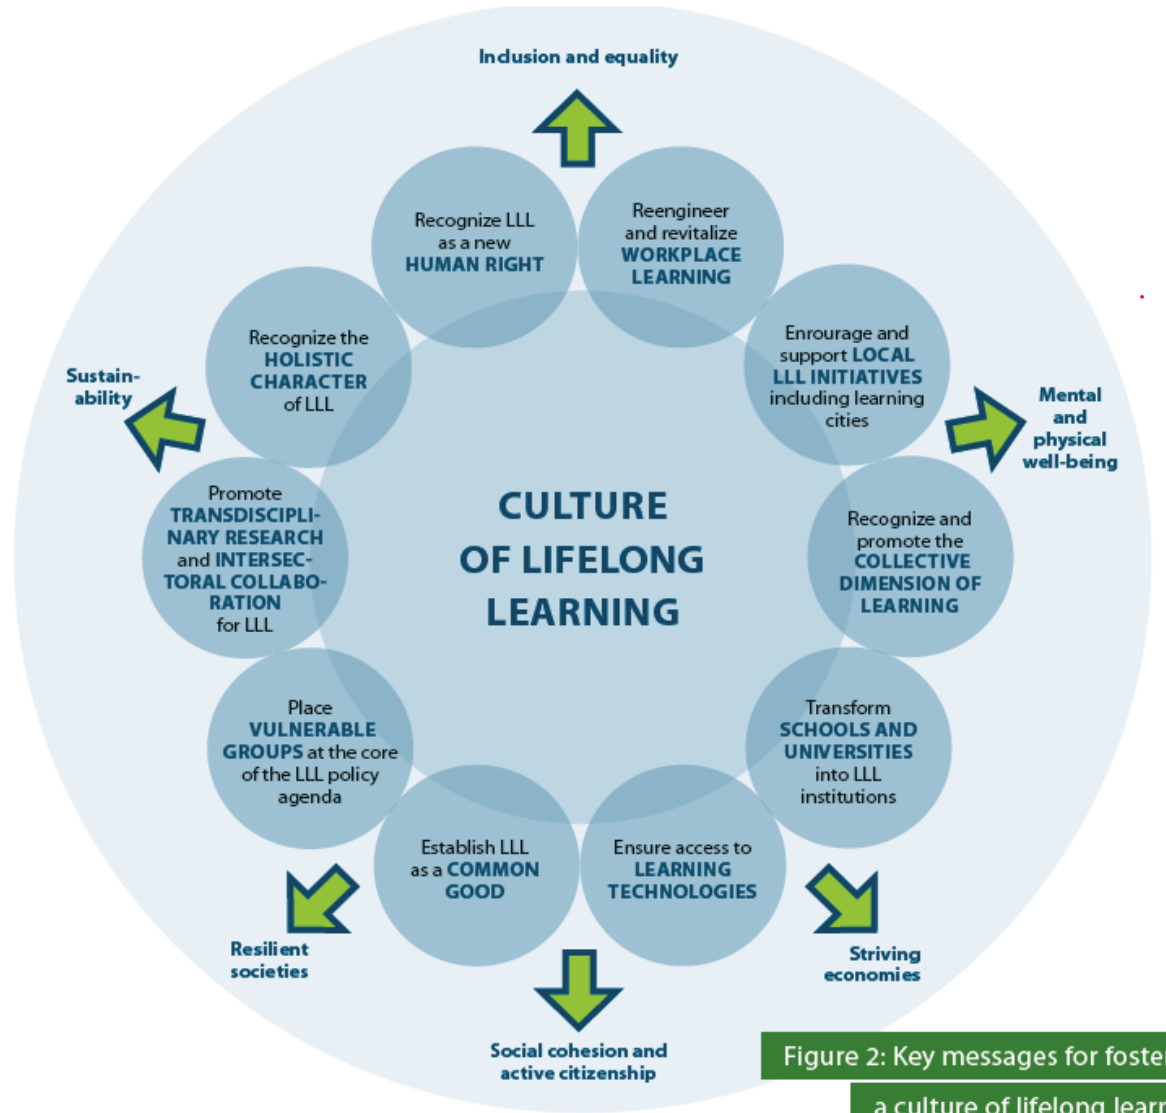 Inclusion and equality
Recognize LLL
as a new
HUMAN RIGHT
Reengineer
and revitalize
WORKPLACE
LEARNING
Enrourage and
support LOCAL
LLL INITIATIVES
including learning
cities
Mental
and
physical
well-being
Recognize and
promote the
COLLECTIVE
DIMENSION OF
LEARNING
Transform
SCHOOLS AND
UNIVERSITIES
into LLL
institutions
Striving
economies
Ensure access to
LEARNING
TECHNOLOGIES
Social cohesion and
active citizenship
Establish LLL
as a COMMON
GOOD
Resilient
societies
Place
VULNERABLE
GROUPS at the core
of the LLL policy
agenda
Promote
TRANSDISCIPLI-
NARY RESEARCH
and INTERSEC-
TORAL COLLABO-
RATION
for LLL
Sustain-
ability
Recognize the
HOLISTIC
CHARACTER
of LLL
CULTURE
OF LIFELONG
LEARNING
Figure 2: Key messages for foste
a culture of lifelong learn